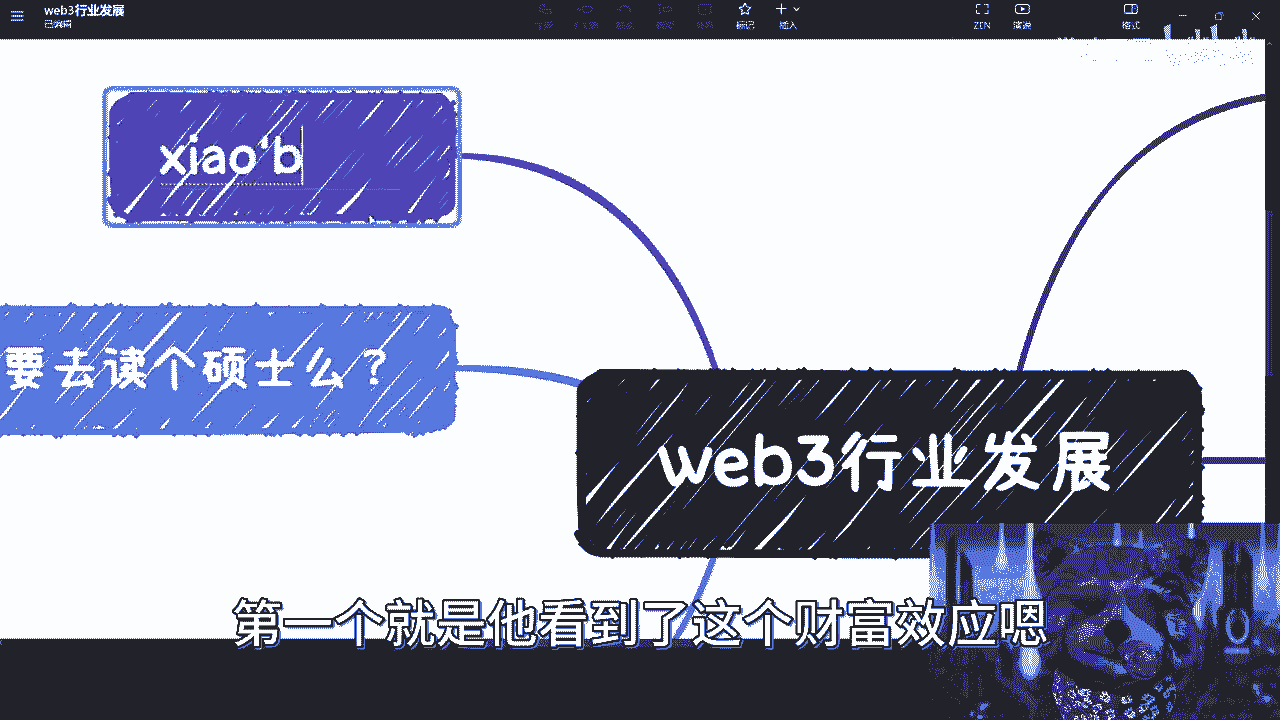 web3行业发展
已编辑
标记
插入
ZEN
演说
格式
xiao'b
要去读个硕士么？
web3行业发展
第一个就是他看到了这个财富效应嗯